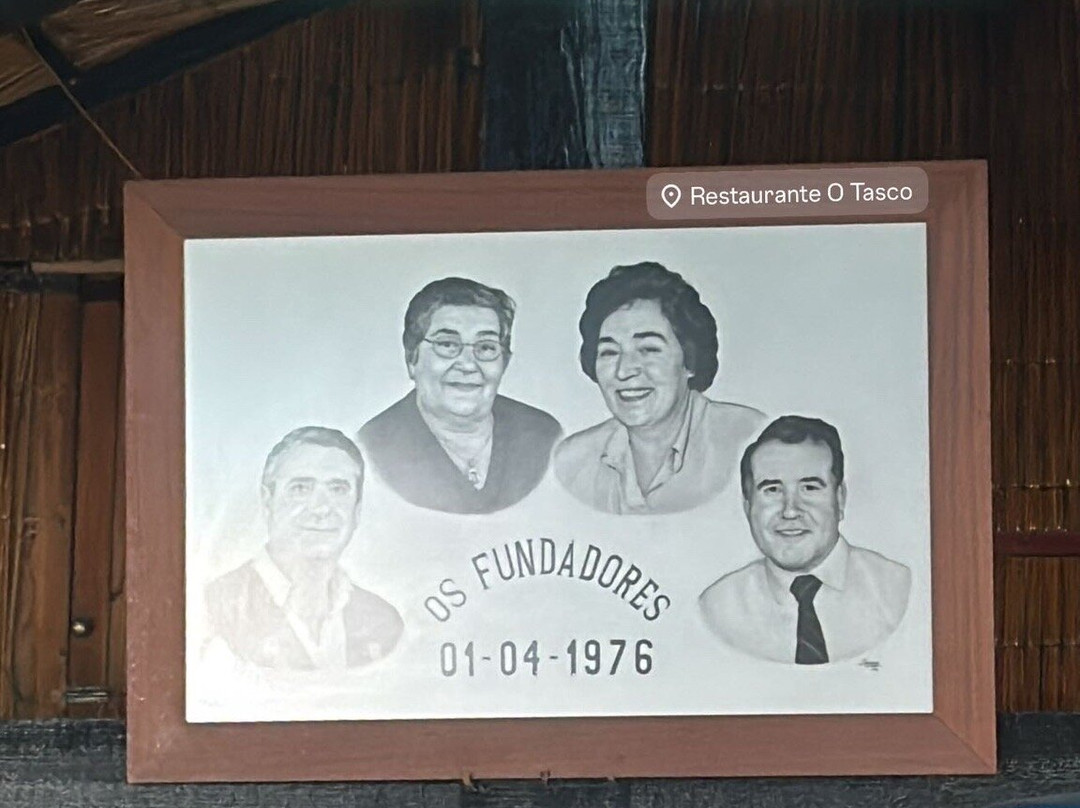 Restaurante O Tasco
OS FUNDADORES
01-04-1976